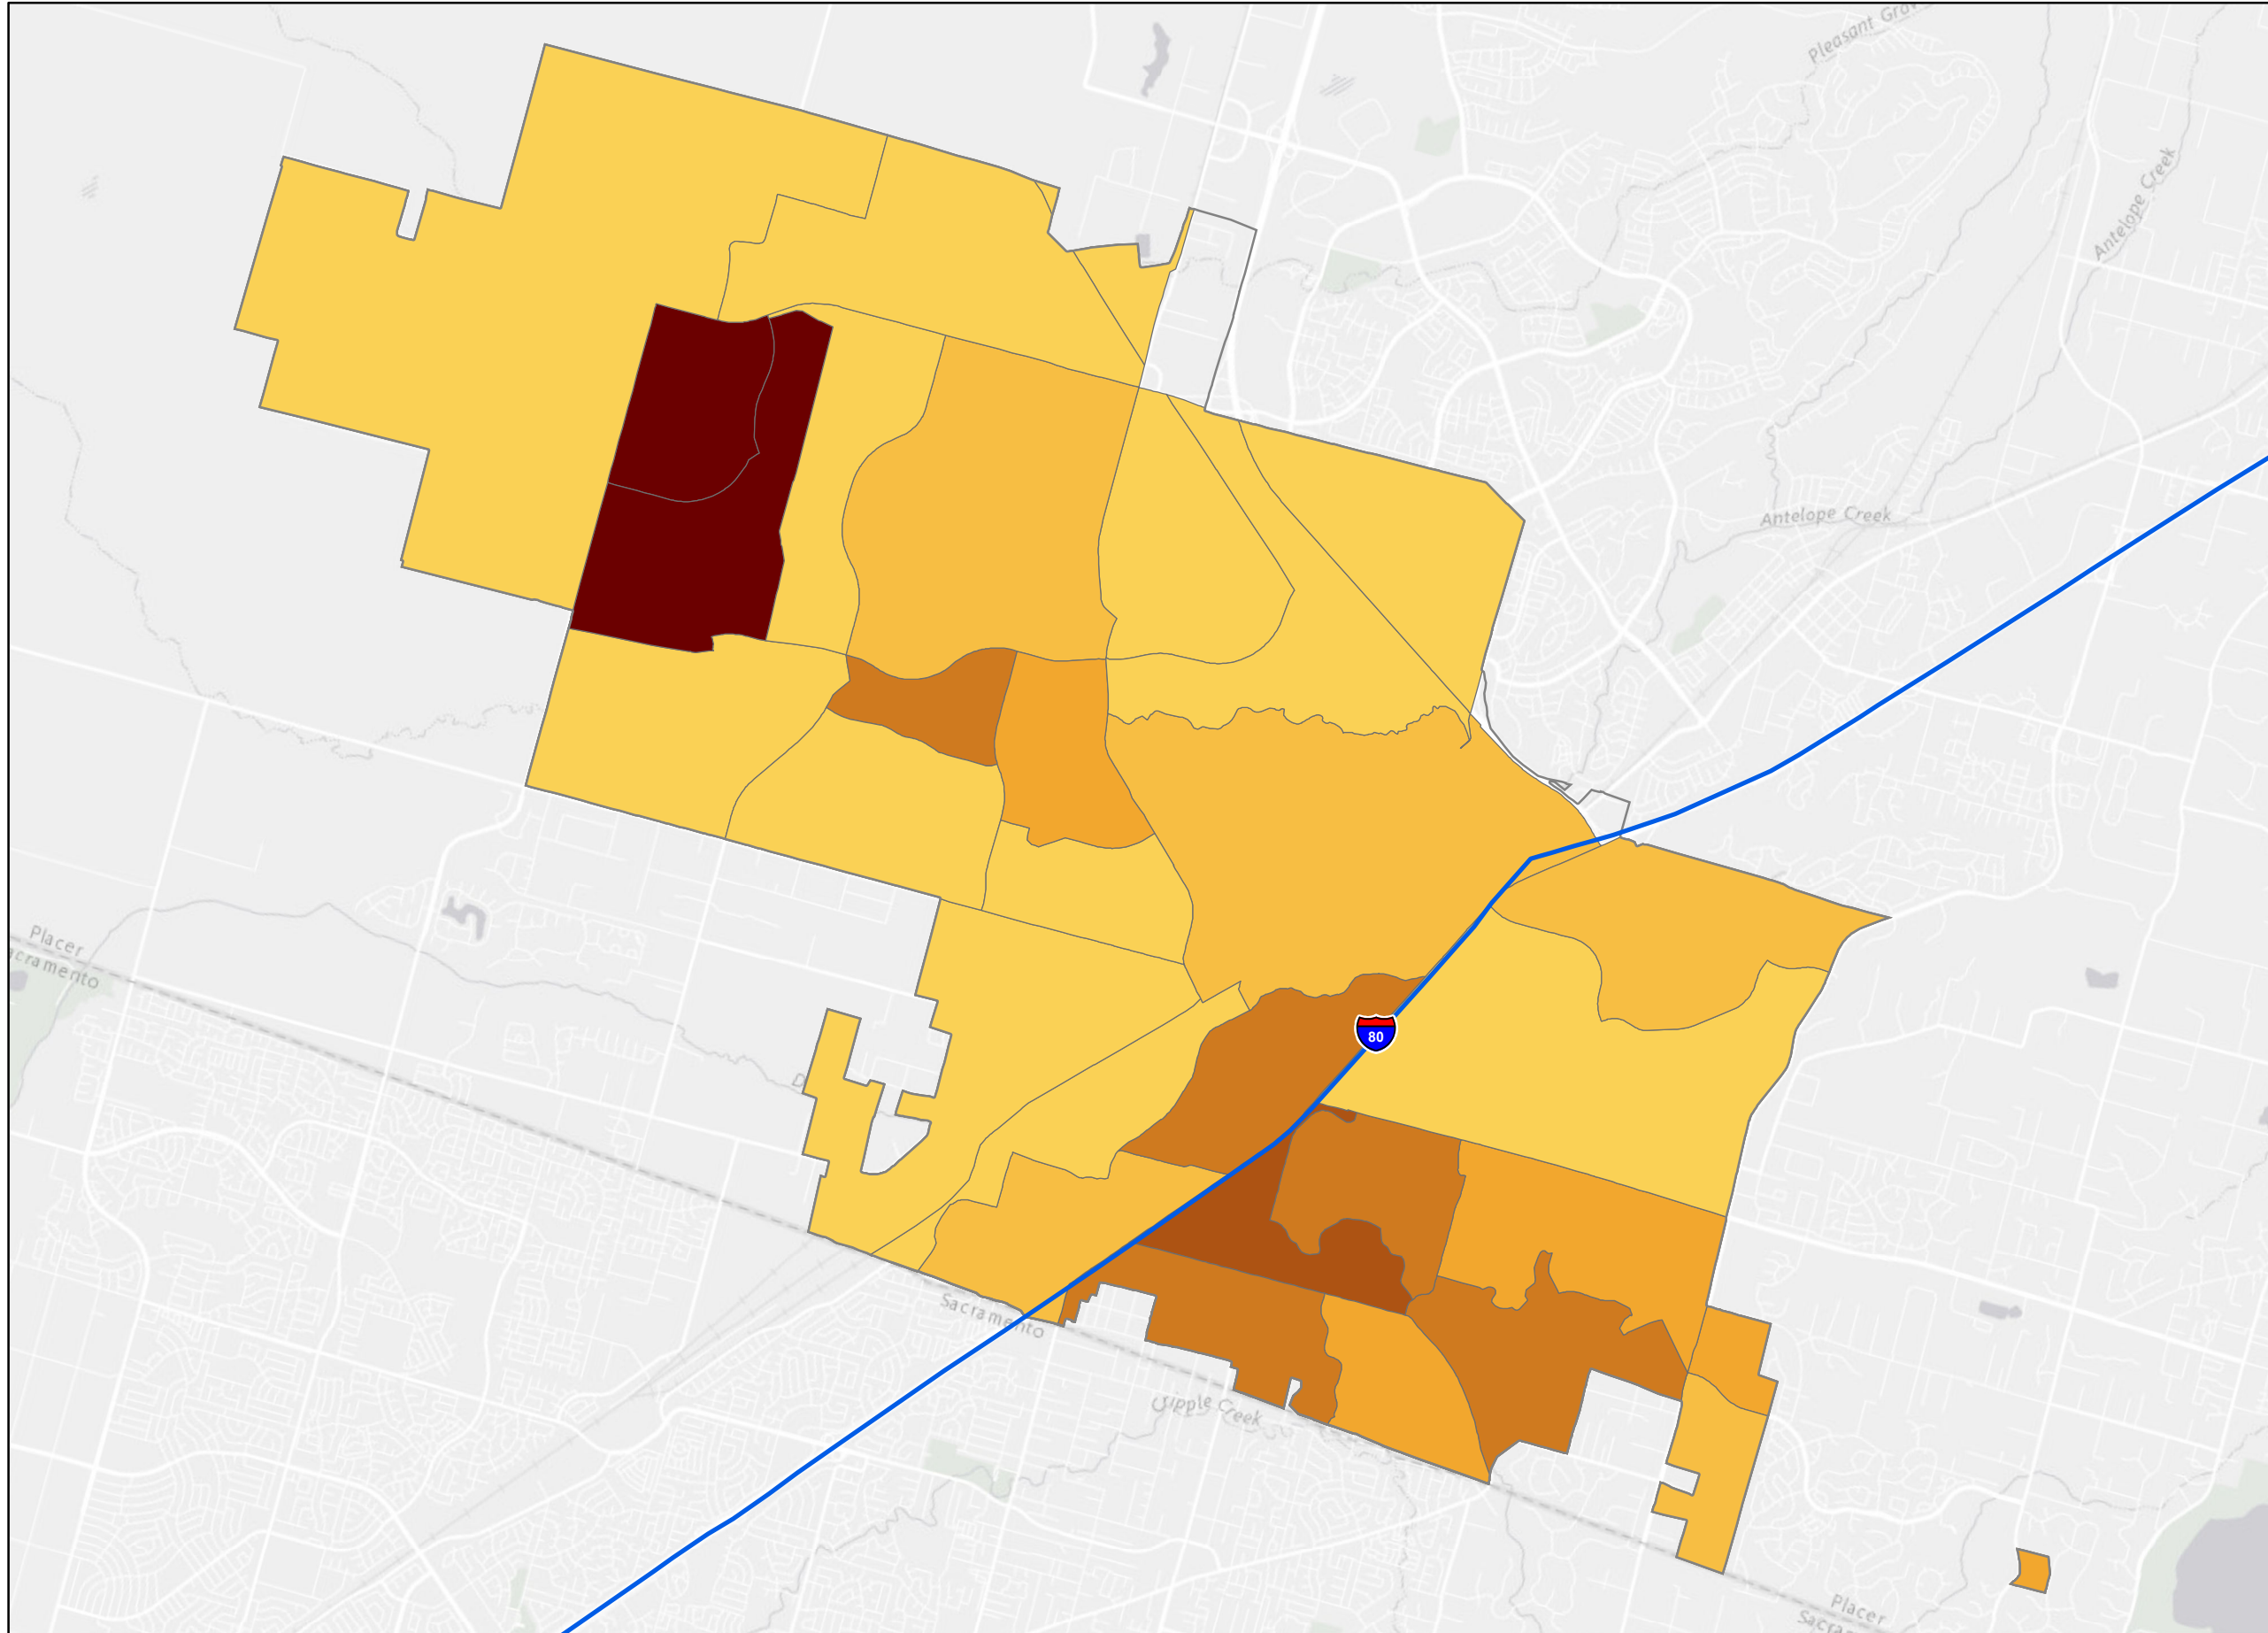 Pleasant Gro
Antelope Creek
Antelope Creek
Placer
cramento
D
80
Sacramento
Cripple Creek
Placer
Sacra